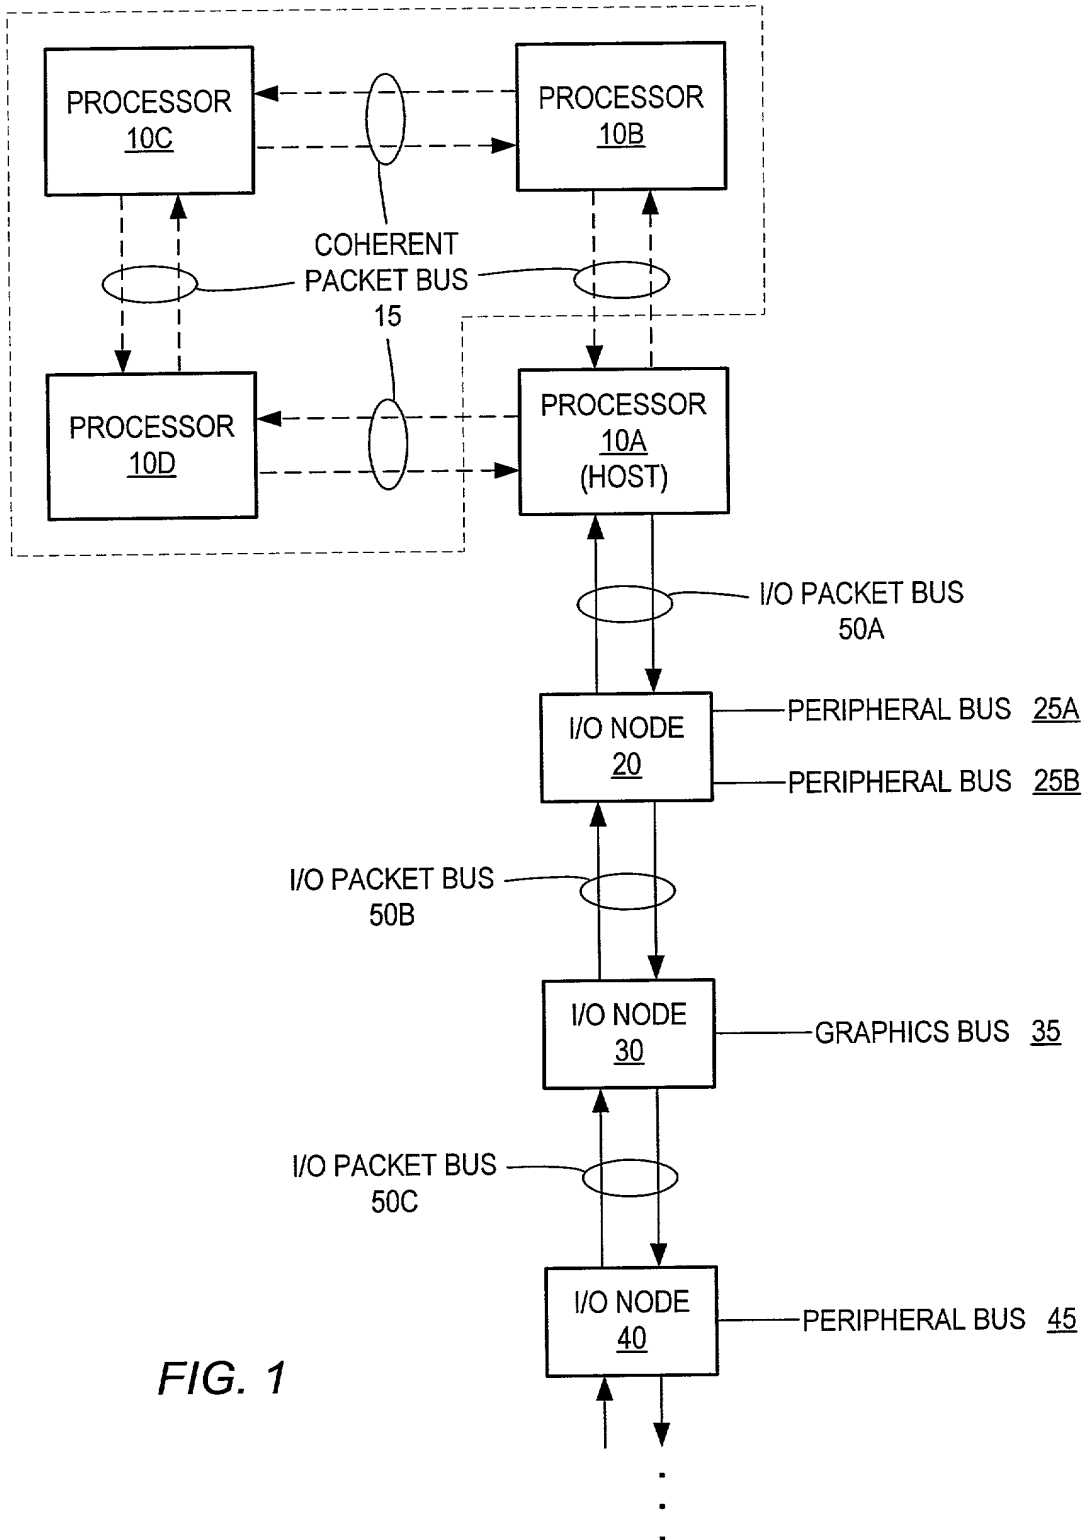 PROCESSOR
10C
PROCESSOR
10B
COHERENT
PACKET BUS
15
PROCESSOR
10D
PROCESSOR
10A
(HOST)
I/O PACKET BUS
50A
I/O NODE
20
PERIPHERAL BUS 25A
PERIPHERAL BUS 25B
I/O PACKET BUS
50B
I/O NODE
30
GRAPHICS BUS 35
I/O PACKET BUS
50C
I/O NODE
40
PERIPHERAL BUS 45
FIG. 1